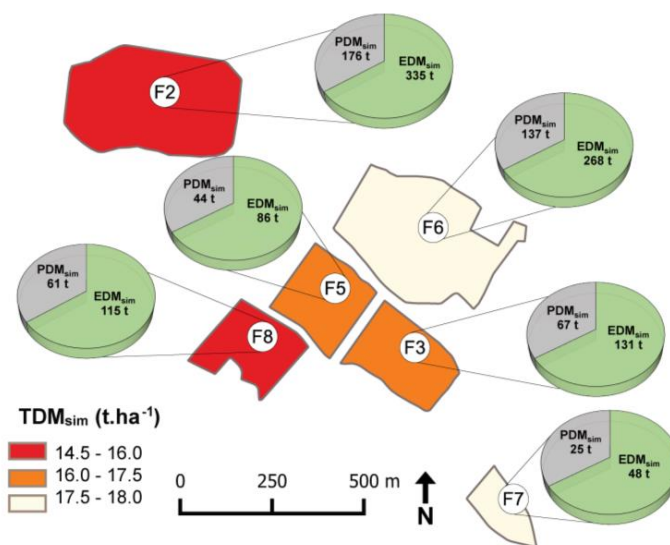 PDMsim
176 t
EDMsim
335 t
F2
PDMsim
137 t
EDMsim
268 t
F6
PDMsim
44 t
EDMsim
86 t
F5
PDMsim
61 t
EDMsim
115 t
F8
PDMsim
67 t
EDMsim
131 t
F3
PDMsim
25 t
EDMsim
48 t
F7
TDMsim (t.ha-1)
14.5 - 16.0
16.0 - 17.5
17.5 - 18.0
0 250 500 m
N